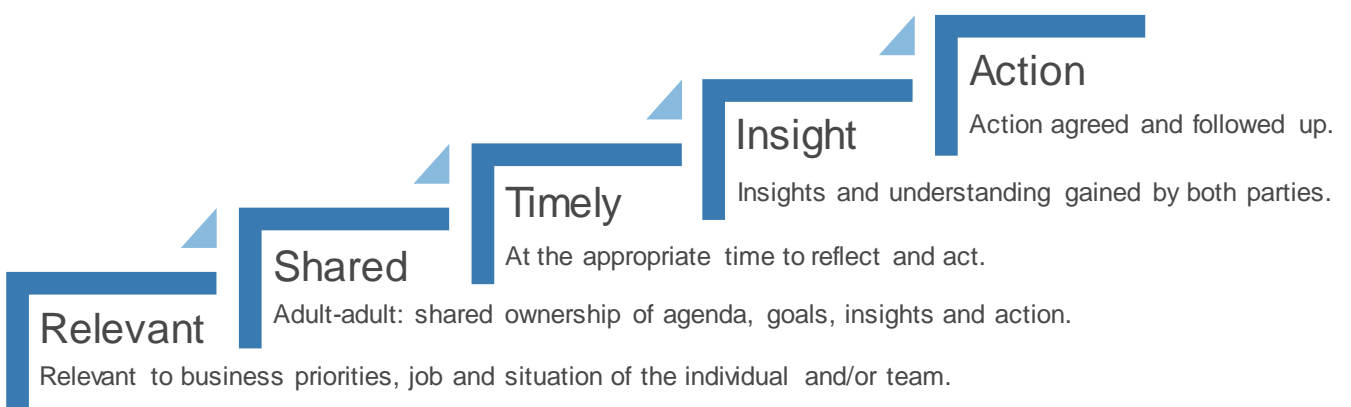 Action
Action agreed and followed up.
Insight
Insights and understanding gained by both parties.
Timely
At the appropriate time to reflect and act.
Shared
Adult-adult: shared ownership of agenda, goals, insights and action.
Relevant
Relevant to business priorities, job and situation of the individual and/or team.